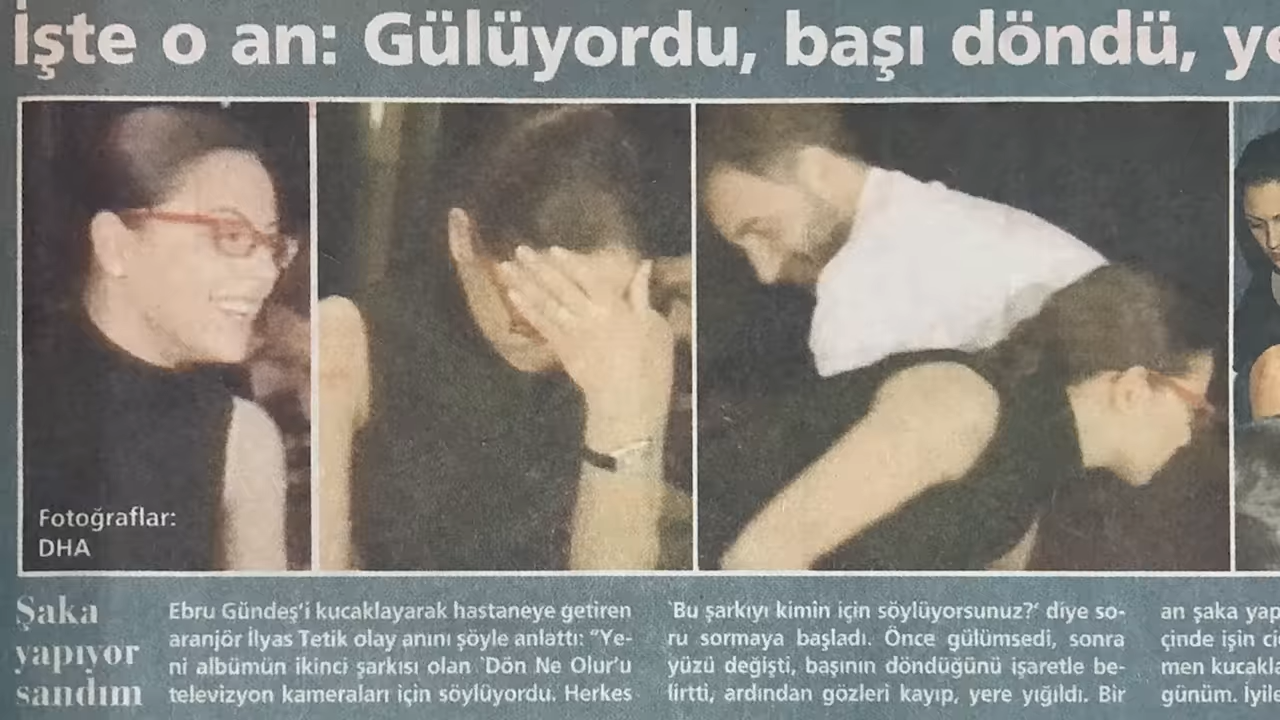 İşte o an: Gülüyordu, başı döndü, ye
Fotoğraflar:
DHA
Şaka
yapıyor
sandım
Ebru Gündeş'i kucaklayarak hastaneye getiren
aranjör İlyas Tetik olay anını şöyle anlattı: "Ye-
ni albümün ikinci şarkısı olan 'Dön Ne Olur'u
televizyon kameraları için söylüyordu. Herkes
'Bu şarkıyı kimin için söylüyorsunuz?' diye so-
ru sormaya başladı. Önce gülümsedi, sonra
yüzü değişti, başının döndüğünü işaretle be-
lirtti, ardından gözleri kayıp, yere yığıldı. Bir
an şaka yap
çinde işin ci
men kucakla
günüm. İyile